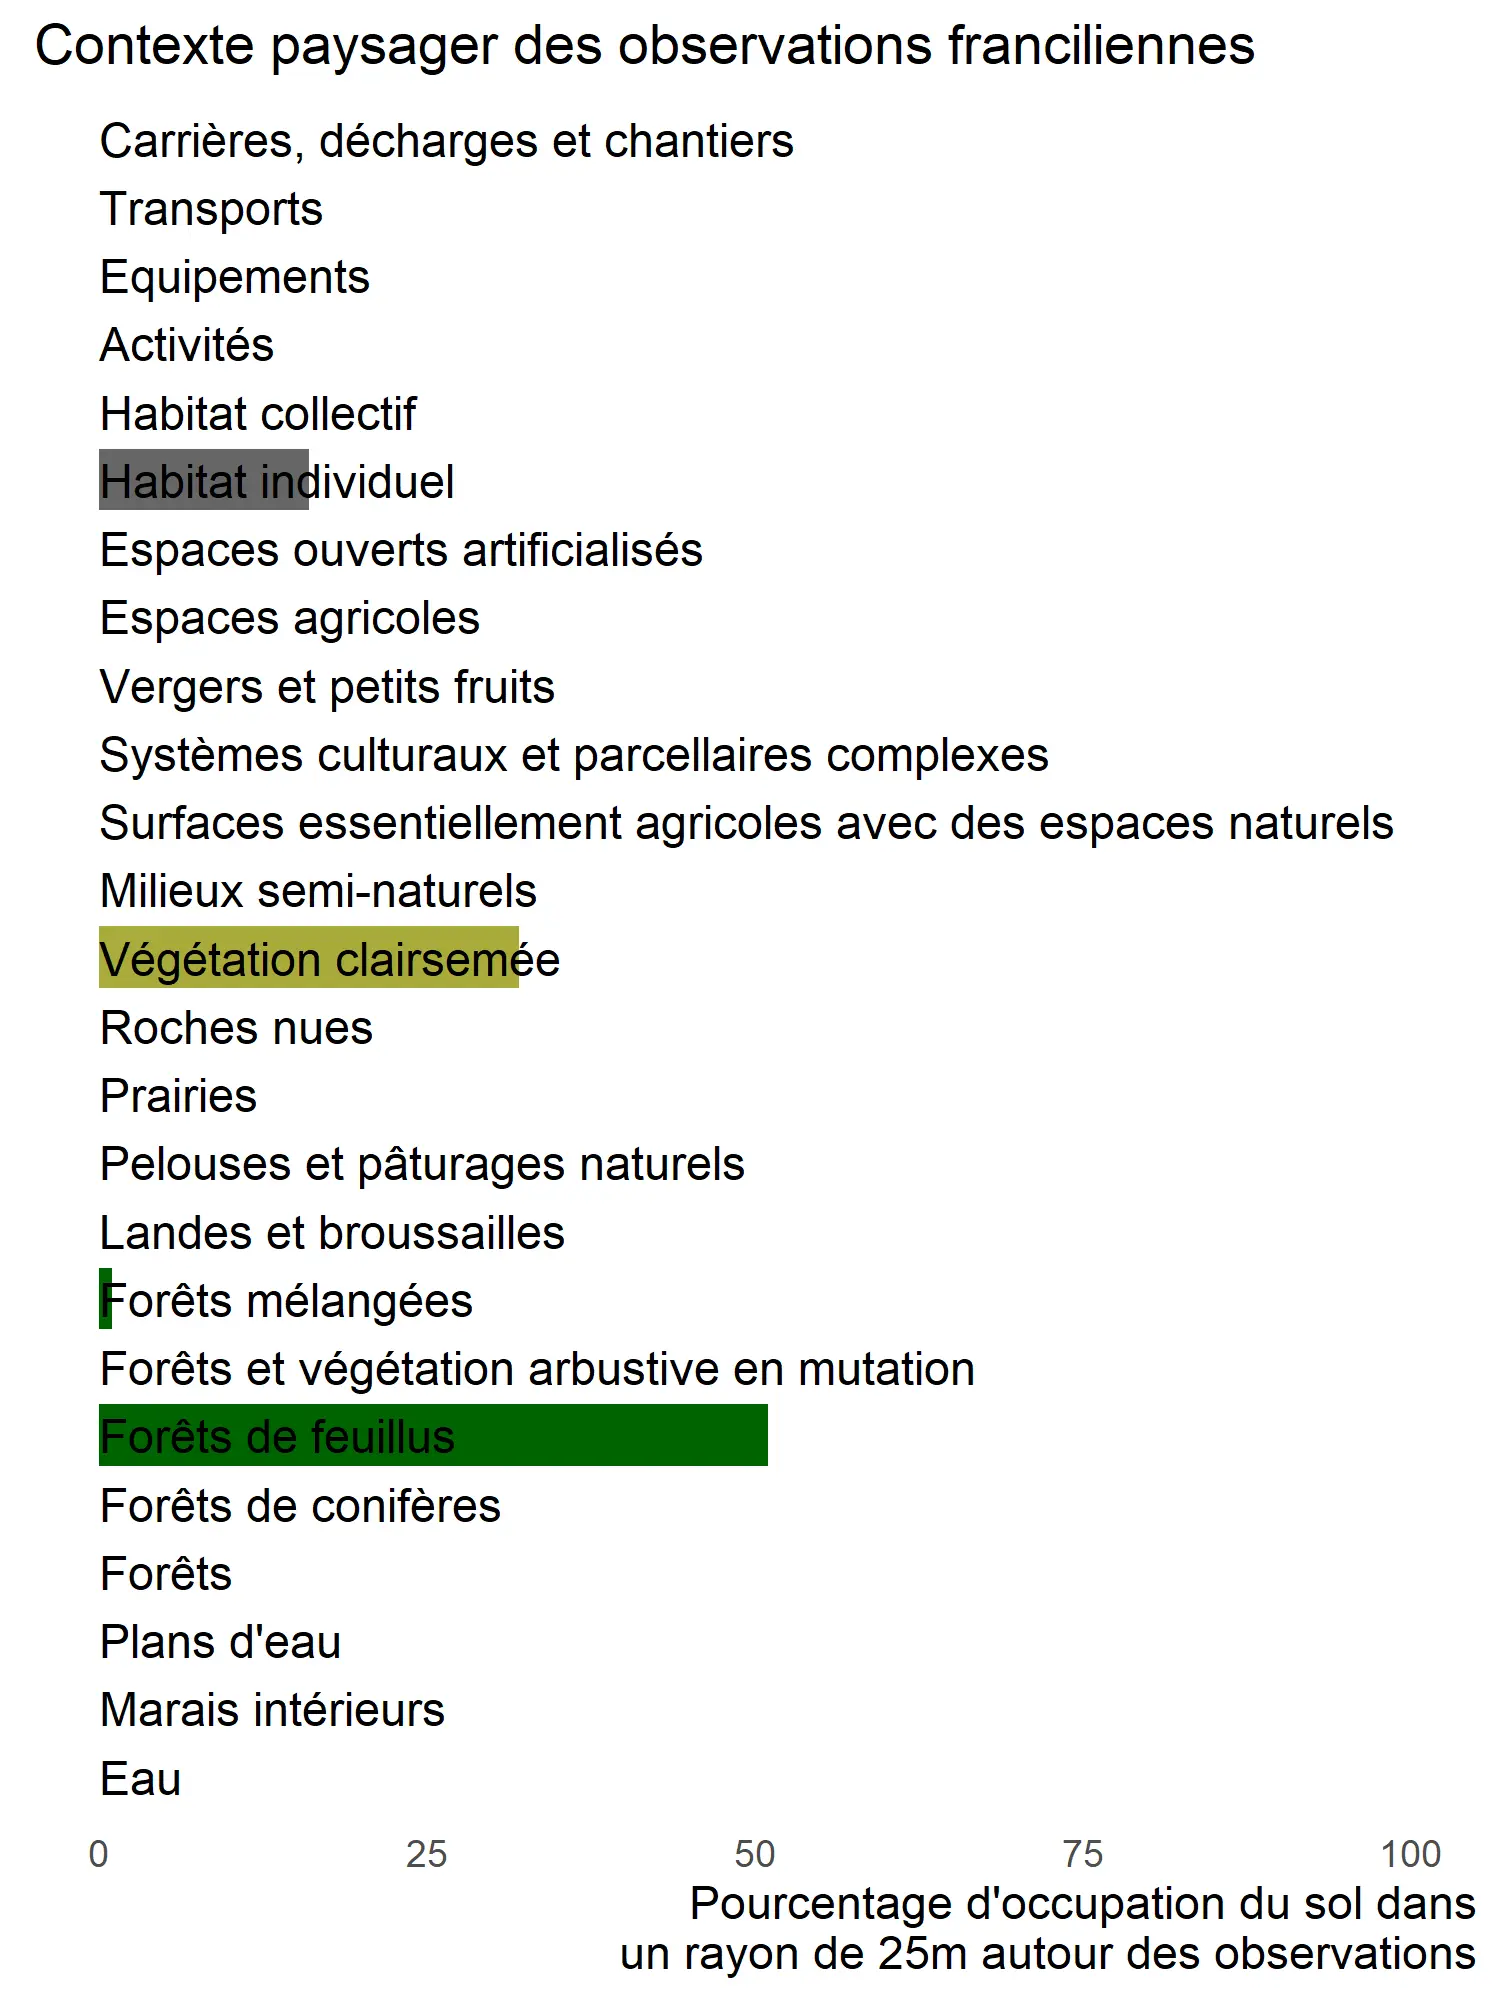 Contexte paysager des observations franciliennes
Carrières, décharges et chantiers
Transports
Equipements
Activités
Habitat collectif
Habitat individuel
Espaces ouverts artificialisés
Espaces agricoles
Vergers et petits fruits
Systèmes culturaux et parcellaires complexes
Surfaces essentiellement agricoles avec des espaces naturels
Milieux semi-naturels
Végétation clairsemée
Roches nues
Prairies
Pelouses et pâturages naturels
Landes et broussailles
Forêts mélangées
Forêts et végétation arbustive en mutation
Forêts de feuillus
Forêts de conifères
Forêts
Plans d'eau
Marais intérieurs
Eau
0 25 50 75 100
Pourcentage d'occupation du sol dans
un rayon de 25m autour des observations